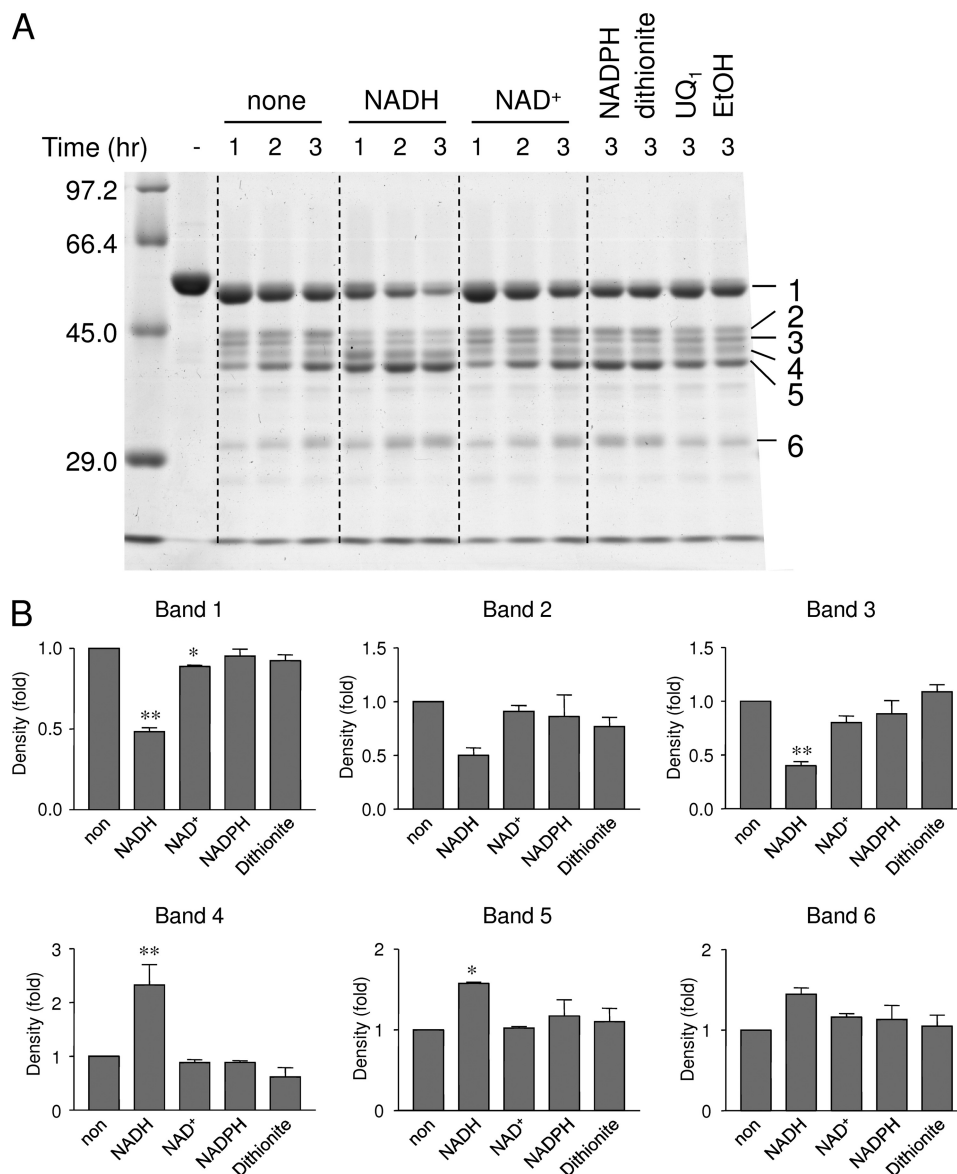 A
NADPH
dithionite
UQ1
EtOH
none NADH NAD+
Time (hr) - 1 2 3 1 2 3 1 2 3 3 3 3 3
97.2
66.4
45.0
29.0
1
2
3
4
5
6
B
Band 1
Density (fold)
1.0
0.5
0.0
**
*
non NADH NAD+ NADPH Dithionite
Band 2
Density (fold)
1.5
1.0
0.5
0.0
non NADH NAD+ NADPH Dithionite
Band 3
Density (fold)
1.5
1.0
0.5
0.0
**
non NADH NAD+ NADPH Dithionite
Band 4
Density (fold)
3
2
1
0
**
non NADH NAD+ NADPH Dithionite
Band 5
Density (fold)
2
1
0
*
non NADH NAD+ NADPH Dithionite
Band 6
Density (fold)
2
1
0
non NADH NAD+ NADPH Dithionite